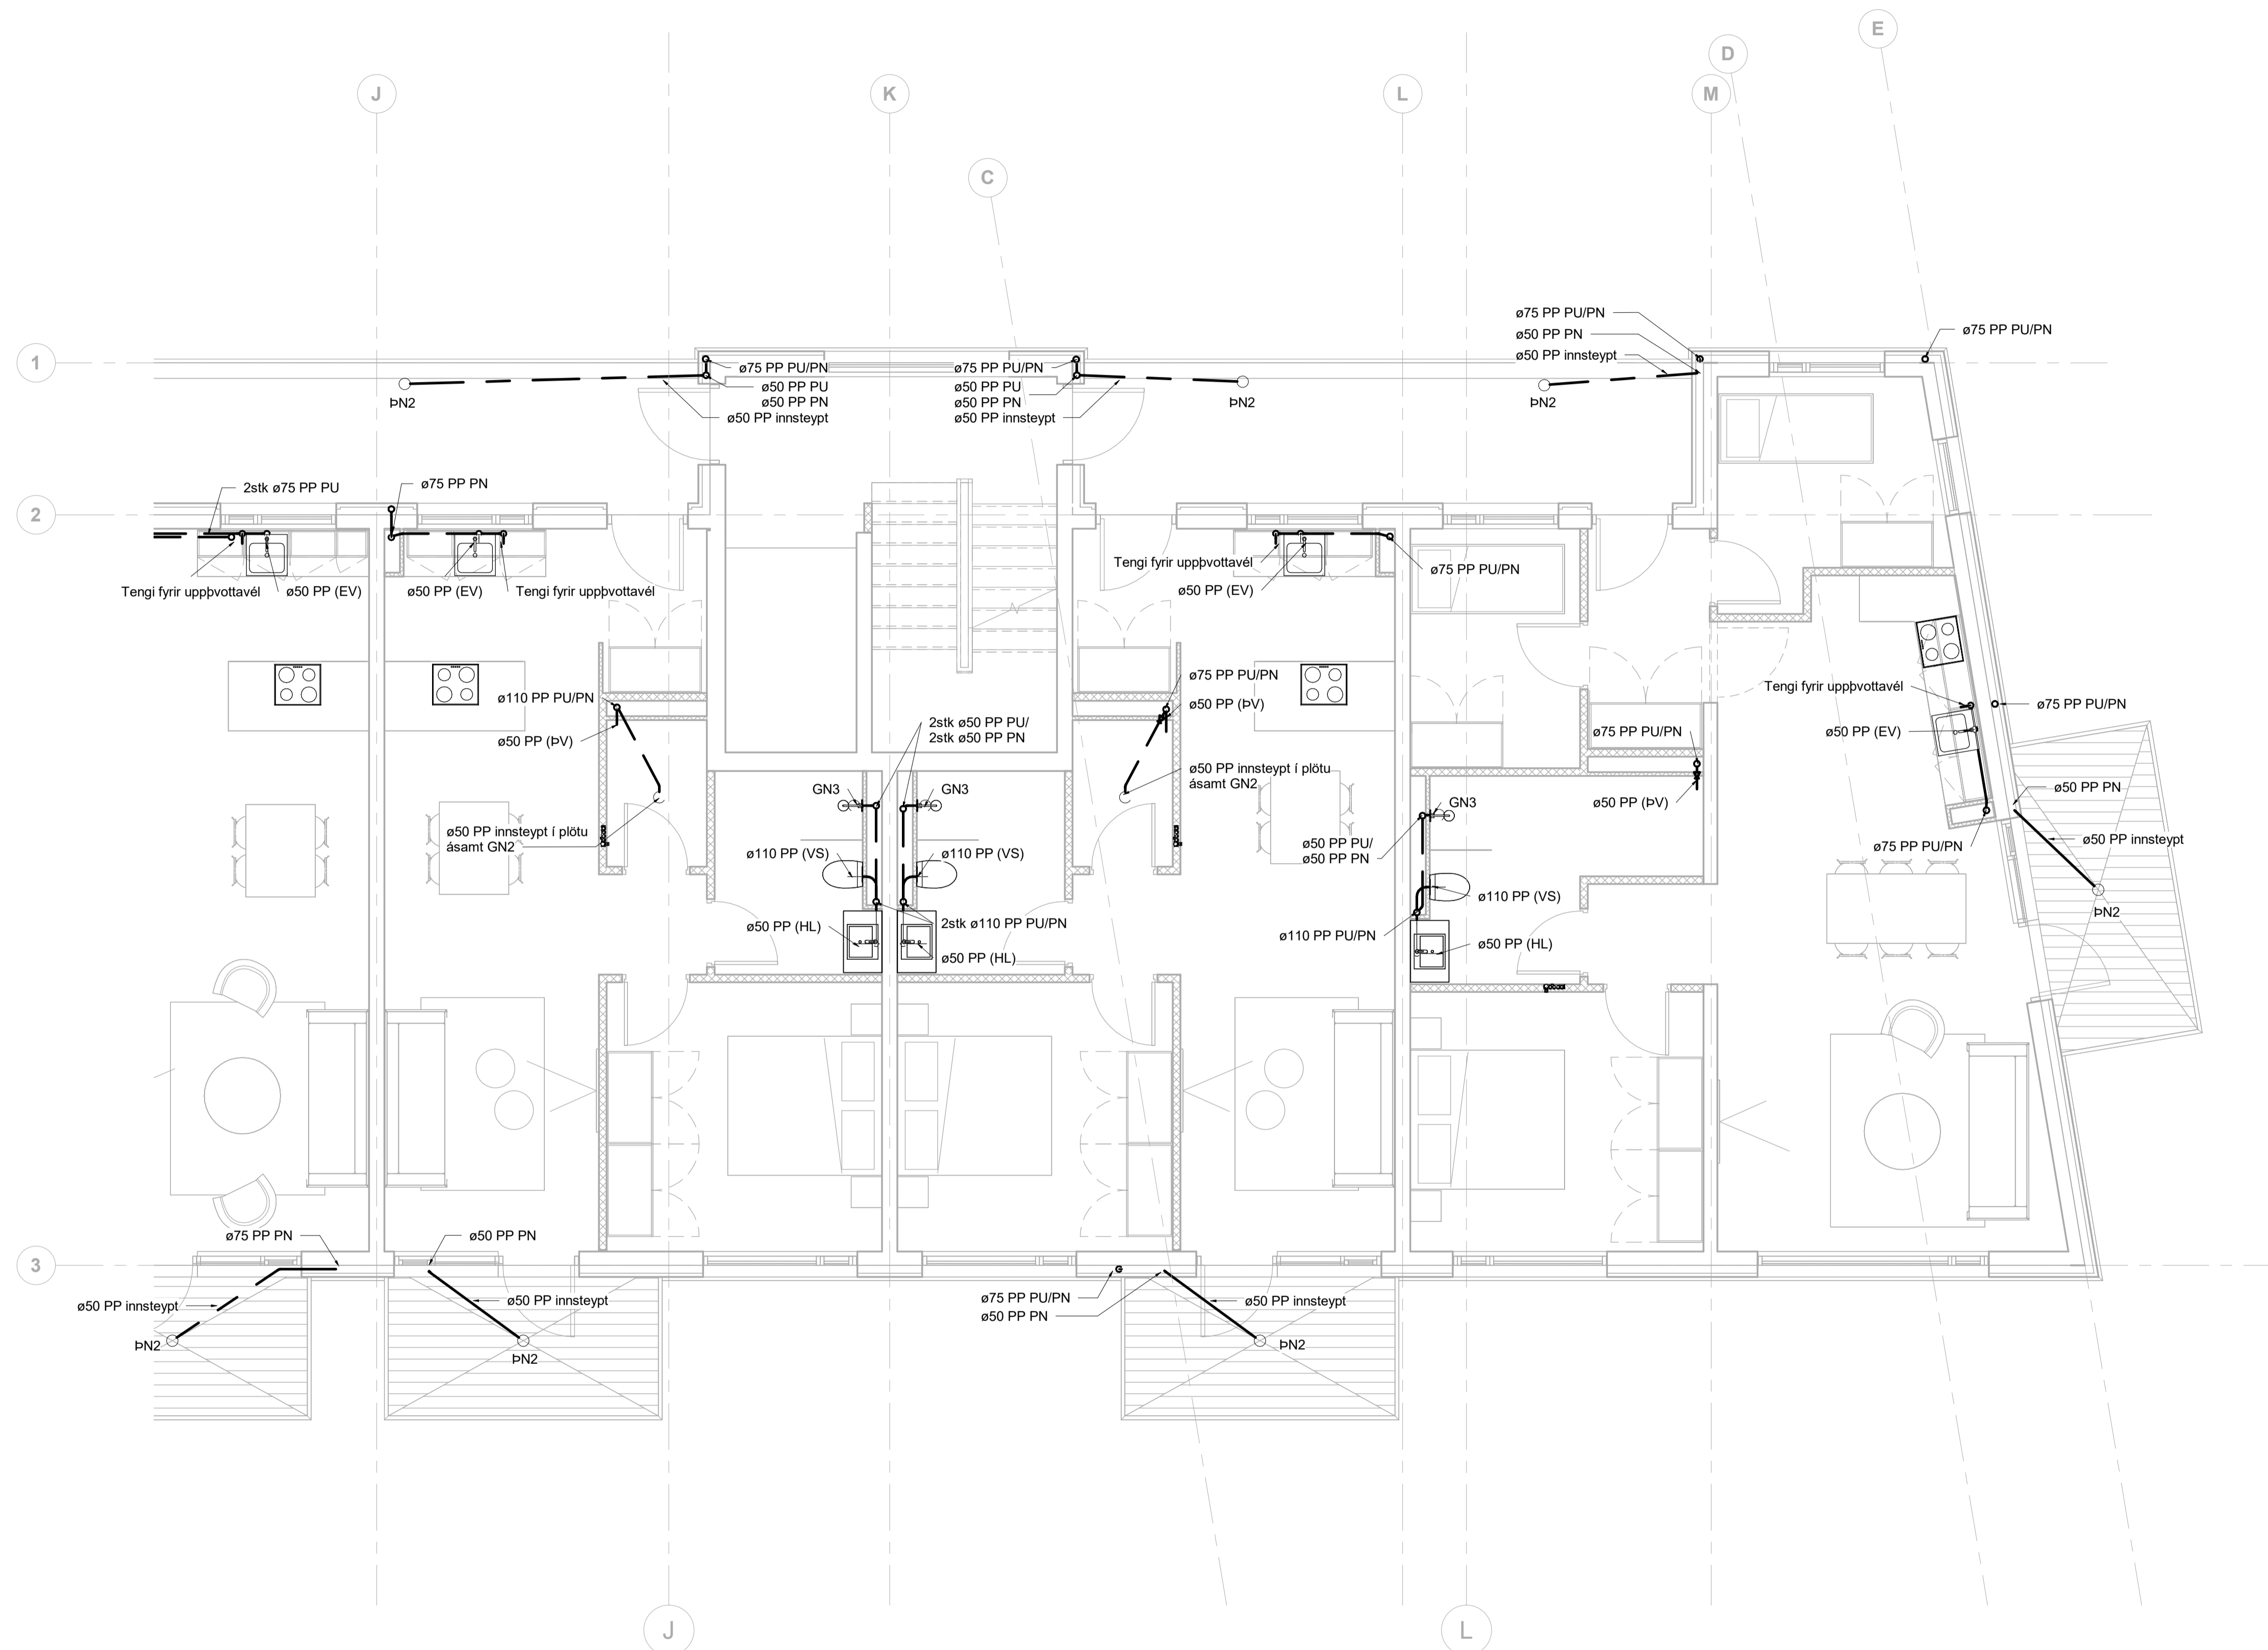 E
D
J
K
L
M
C
ø75 PP PU/PN
ø50 PP PN
ø50 PP innsteypt
ø75 PP PU/PN
1
ø75 PP PU/PN
ø50 PP PU
ø50 PP PN
ø50 PP innsteypt
ø75 PP PU/PN
ø50 PP PU
ø50 PP PN
ø50 PP innsteypt
ÞN2
ÞN2
ÞN2
2stk ø75 PP PU
ø75 PP PN
2
Tengi fyrir uppþvottavél
ø50 PP (EV)
ø50 PP (EV)
Tengi fyrir uppþvottavél
Tengi fyrir uppþvottavél
ø50 PP (EV)
ø75 PP PU/PN
ø110 PP PU/PN
ø50 PP (ÞV)
2stk ø50 PP PU/
2stk ø50 PP PN
ø75 PP PU/PN
ø50 PP (ÞV)
Tengi fyrir uppþvottavél
ø50 PP (EV)
ø75 PP PU/PN
ø75 PP PU/PN
ø50 PP innsteypt í plötu
ásamt GN2
GN3
GN3
GN3
ø50 PP (ÞV)
ø50 PP PN
ø50 PP innsteypt í plötu
ásamt GN2
ø50 PP PU/
ø50 PP PN
ø75 PP PU/PN
ø50 PP innsteypt
ÞN2
ø110 PP (VS)
ø110 PP (VS)
ø110 PP (VS)
ø50 PP (HL)
2stk ø110 PP PU/PN
ø50 PP (HL)
ø110 PP PU/PN
ø50 PP (HL)
ø75 PP PN
ø50 PP PN
3
ø50 PP innsteypt
ÞN2
ø50 PP innsteypt
ÞN2
ø75 PP PU/PN
ø50 PP PN
ø50 PP innsteypt
ÞN2
J
L